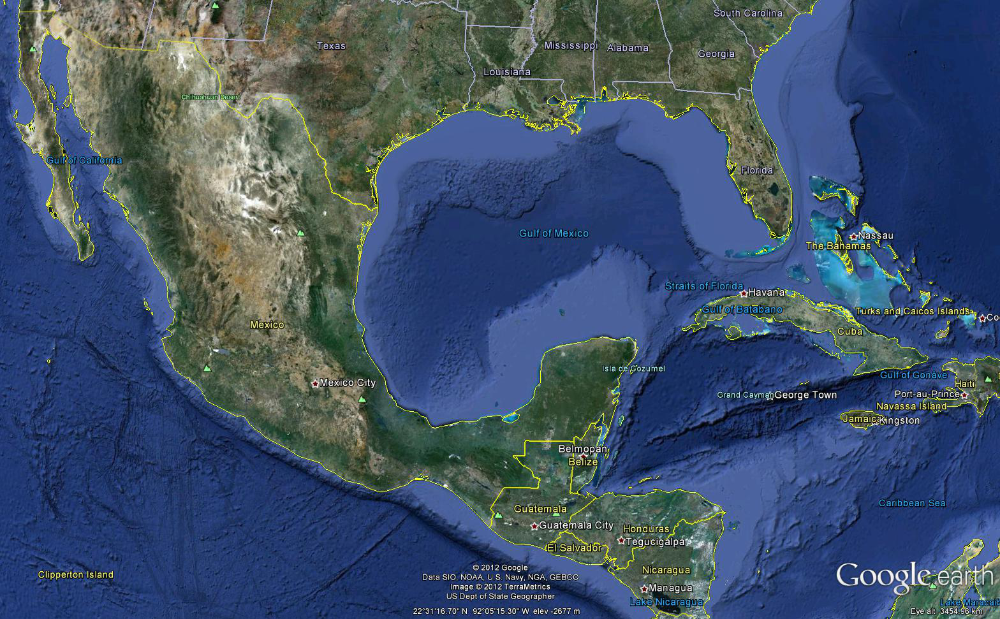 South Carolina
Texas
Mississippi
Alabama
Georgia
Louisiana
Chihuahuan Desert
Gulf of California
Florida
Gulf of Mexico
Nassau
The Bahamas
Straits of Florida
Havana
Gulf of Batabano
Turks and Caicos Islands
Co
Mexico
Cuba
Isla de Cozumel
Gulf of Gonâve
Mexico City
Haiti
Grand Cayman
George Town
Port-au-Prince
Navassa Island
Jamaica
Kingston
Belmopan
Belize
Caribbean Sea
Guatemala
Guatemala City
Honduras
Tegucigalpa
El Salvador
Nicaragua
Clipperton Island
Managua
Lake Nicaragua
Lake Maracaib
© 2012 Google
Data SIO, NOAA, U.S. Navy, NGA, GEBCO
Image © 2012 TerraMetrics
US Dept of State Geographer
Google earth
22°31'16.70" N 92°05'15.30" W elev -2677 m
Eye alt 3454.96 km